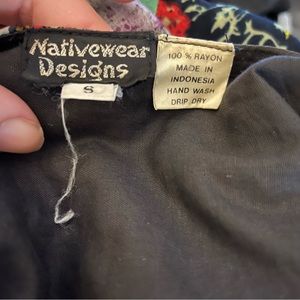 Nativewear
Designs
S
100 % RAYON
MADE IN
INDONESIA
HAND WASH
DRIP DRY